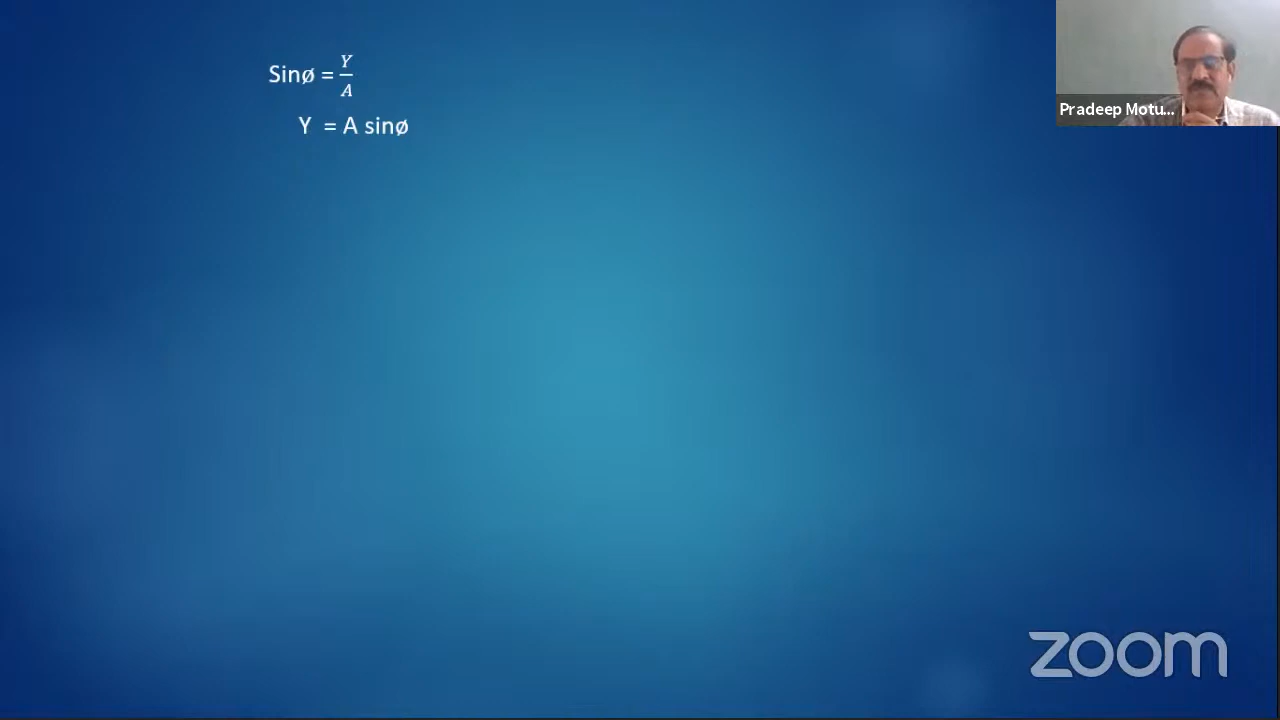 Sinø = Y/A
Y = A sinø
Pradeep Motu...
zoom